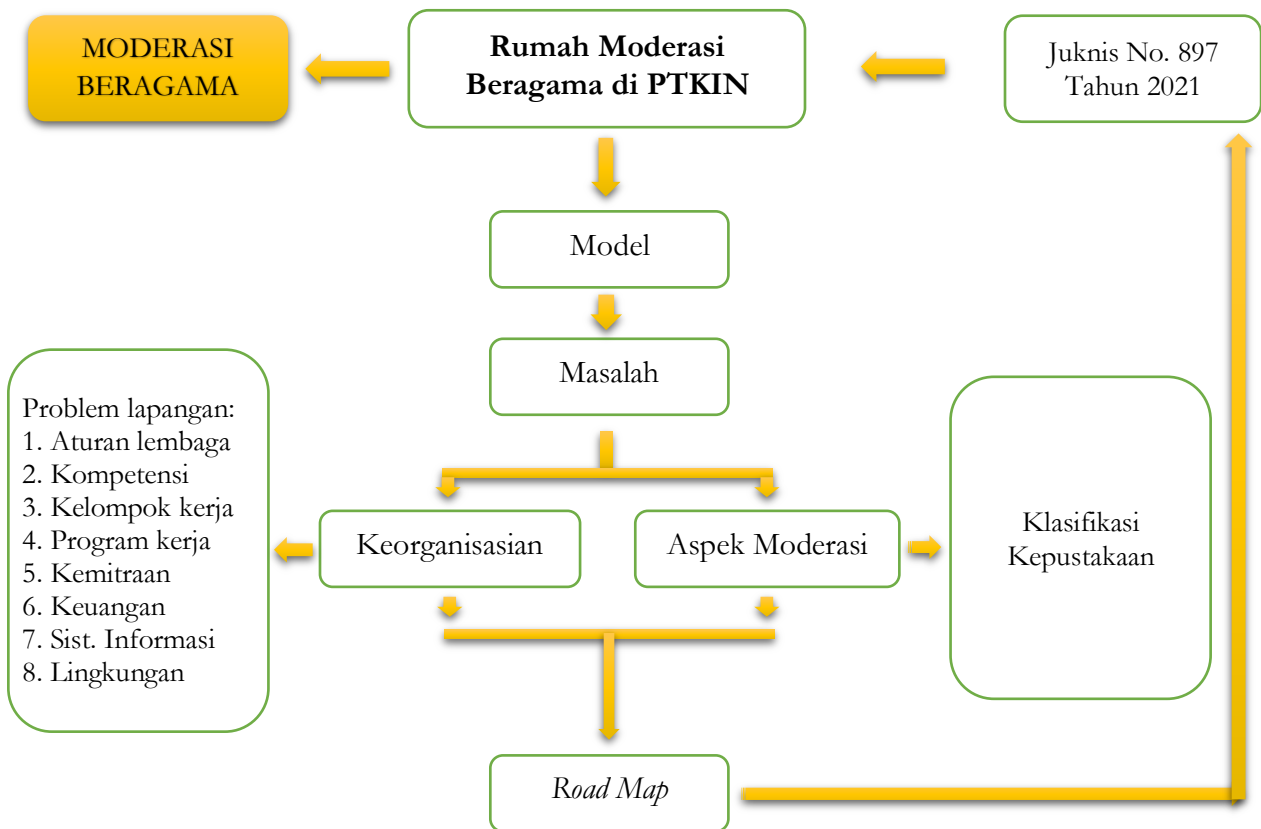 MODERASI
BERAGAMA
Rumah Moderasi
Beragama di PTKIN
Juknis No. 897
Tahun 2021
Model
Masalah
Problem lapangan:
1. Aturan lembaga
2. Kompetensi
3. Kelompok kerja
4. Program kerja
5. Kemitraan
6. Keuangan
7. Sist. Informasi
8. Lingkungan
Keorganisasian
Aspek Moderasi
Klasifikasi
Kepustakaan
Road Map